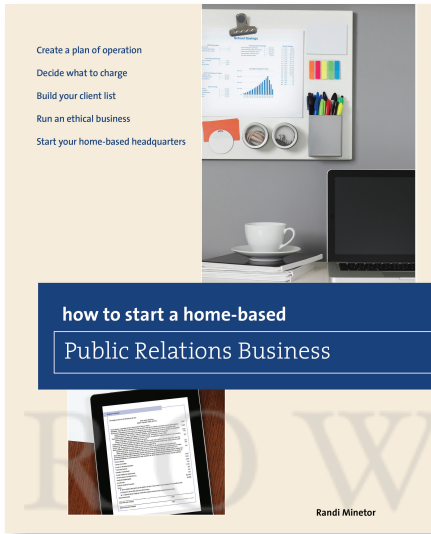 Create a plan of operation
Decide what to charge
Build your client list
Run an ethical business
Start your home-based headquarters
how to start a home-based
Public Relations Business
R O W
Randi Minetor